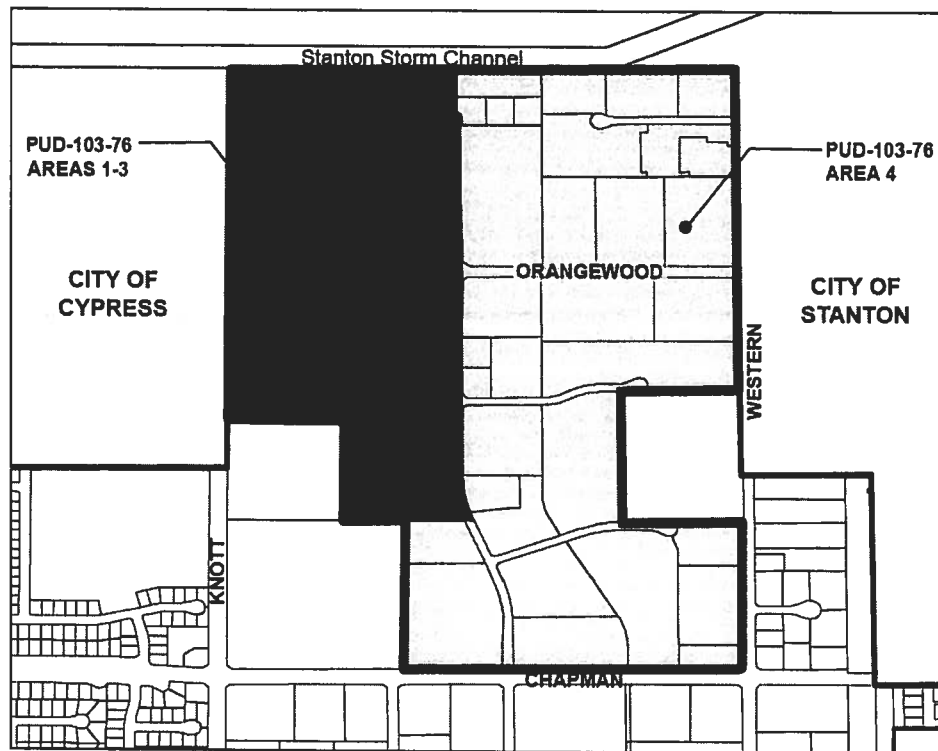 Stanton Storm Channel
PUD-103-76
AREAS 1-3
PUD-103-76
AREA 4
CITY OF
CYPRESS
ORANGEWOOD
CITY OF
STANTON
WESTERN
KNOTT
CHAPMAN